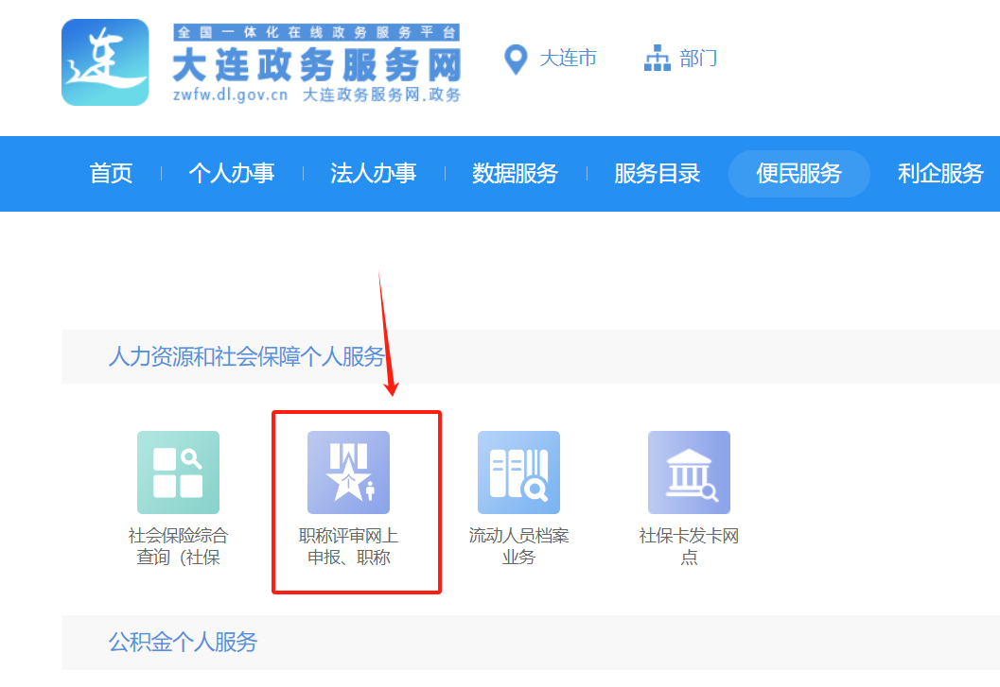 全国一体化在线政务服务平台
大连政务服务网
zwfw.dl.gov.cn 大连政务服务网.政务
大连市
部门
首页
个人办事
法人办事
数据服务
服务目录
便民服务
利企服务
人力资源和社会保障个人服务
社会保险综合
查询（社保
职称评审网上
申报、职称
流动人员档案
业务
社保卡发卡网
点
公积金个人服务